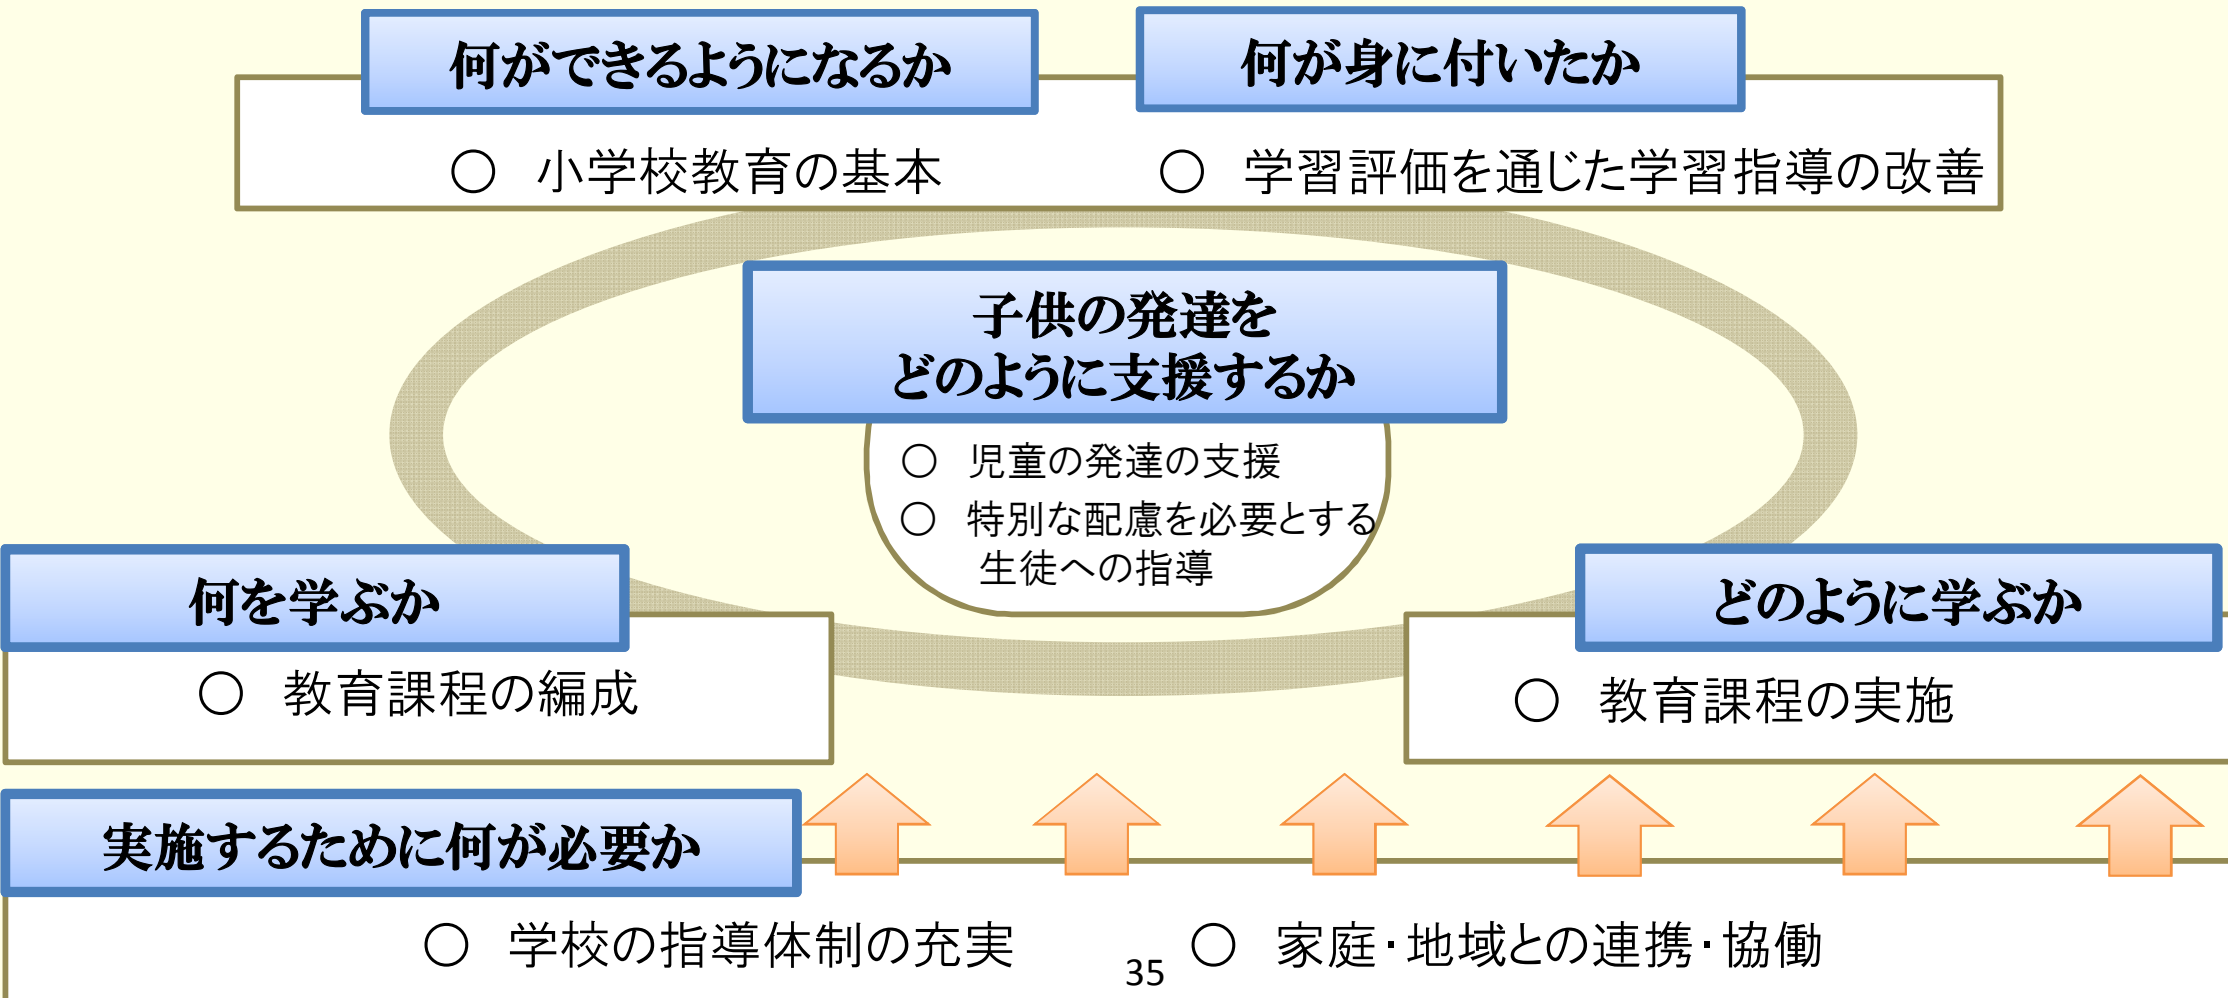 何ができるようになるか
何が身に付いたか
○ 小学校教育の基本
○ 学習評価を通じた学習指導の改善
子供の発達を
どのように支援するか
○ 児童の発達の支援
○ 特別な配慮を必要とする
生徒への指導
何を学ぶか
○ 教育課程の編成
どのように学ぶか
○ 教育課程の実施
実施するために何が必要か
○ 学校の指導体制の充実
○ 家庭・地域との連携・協働
35